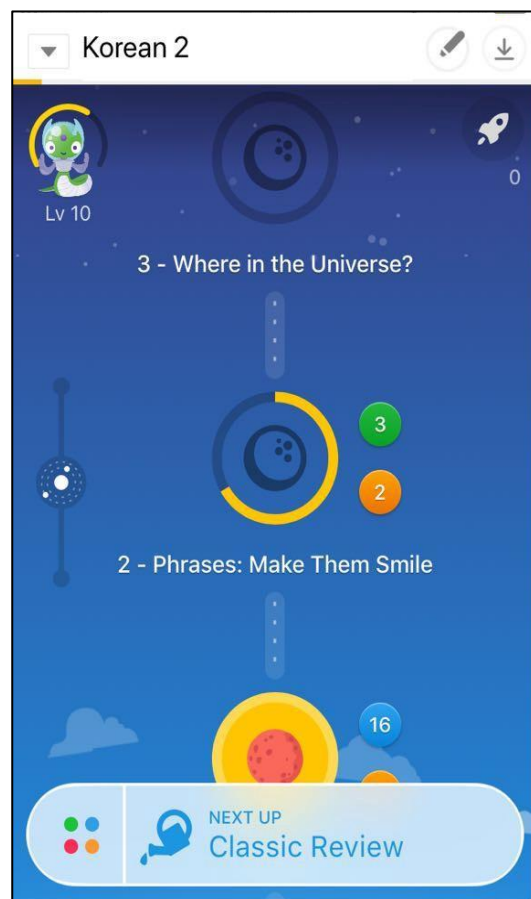 Korean 2
Lv 10
0
3 - Where in the Universe?
3
2
2 - Phrases: Make Them Smile
16
NEXT UP
Classic Review